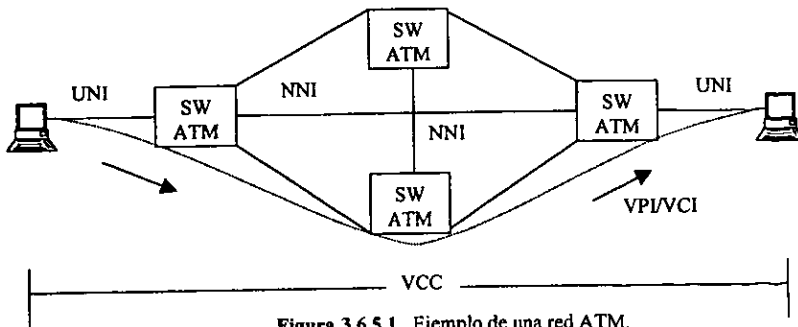 SW
ATM
UNI
NNI
UNI
SW
ATM
SW
ATM
NNI
SW
ATM
VPI/VCI
VCC
Figura 3.6.5.1. Ejemplo de una red ATM.